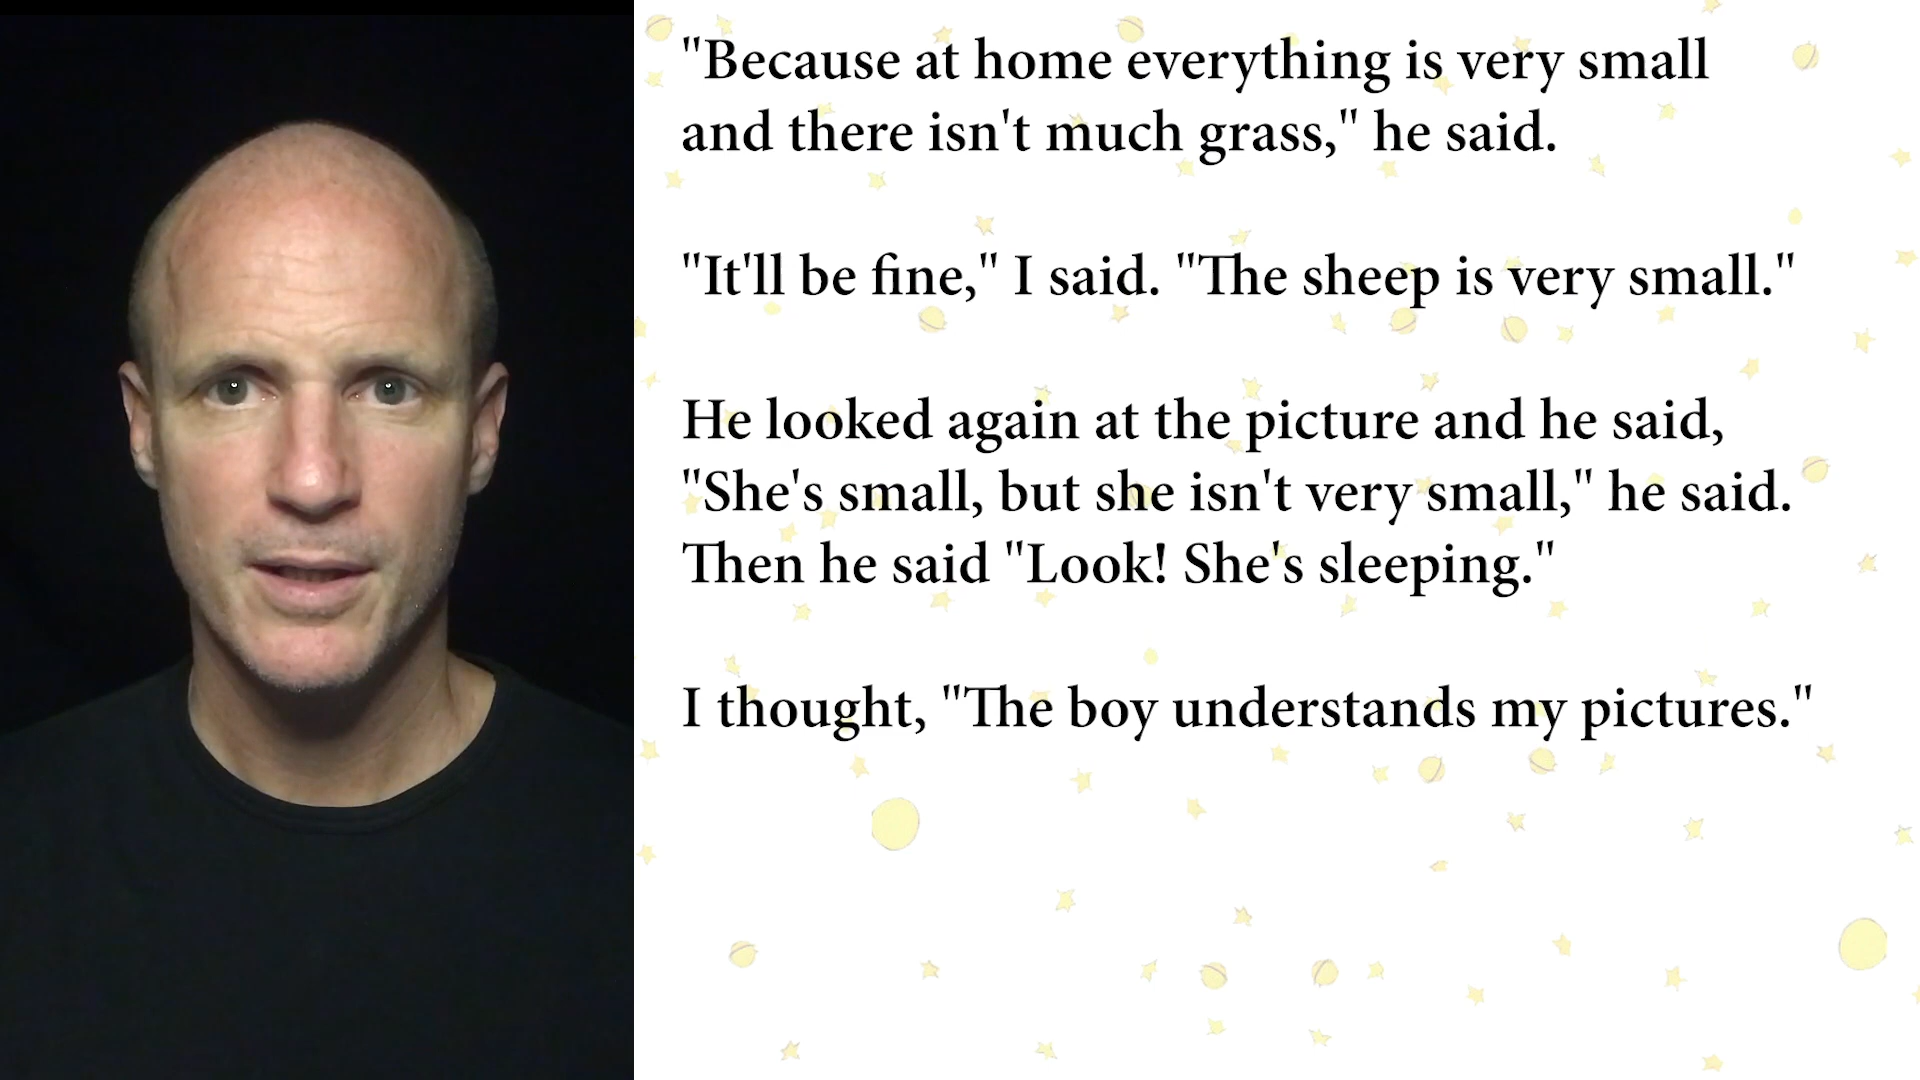 "Because at home everything is very small
and there isn't much grass," he said.
"It'll be fine," I said. "The sheep is very small."
He looked again at the picture and he said,
"She's small, but she isn't very small," he said.
Then he said "Look! She's sleeping."
I thought, "The boy understands my pictures."